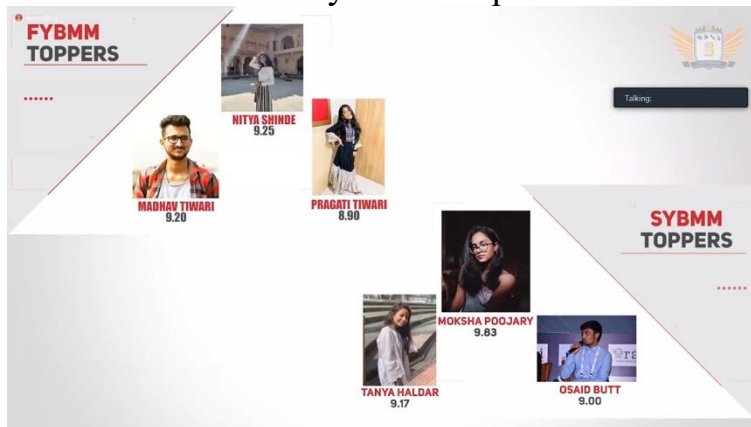 FYBMM
TOPPERS
Talking:
NITYA SHINDE
9.25
MADHAV TIWARI
9.20
PRAGATI TIWARI
8.90
SYBMM
TOPPERS
MOKSHA POOJARY
9.83
TANYA HALDAR
9.17
OSAID BUTT
9.00